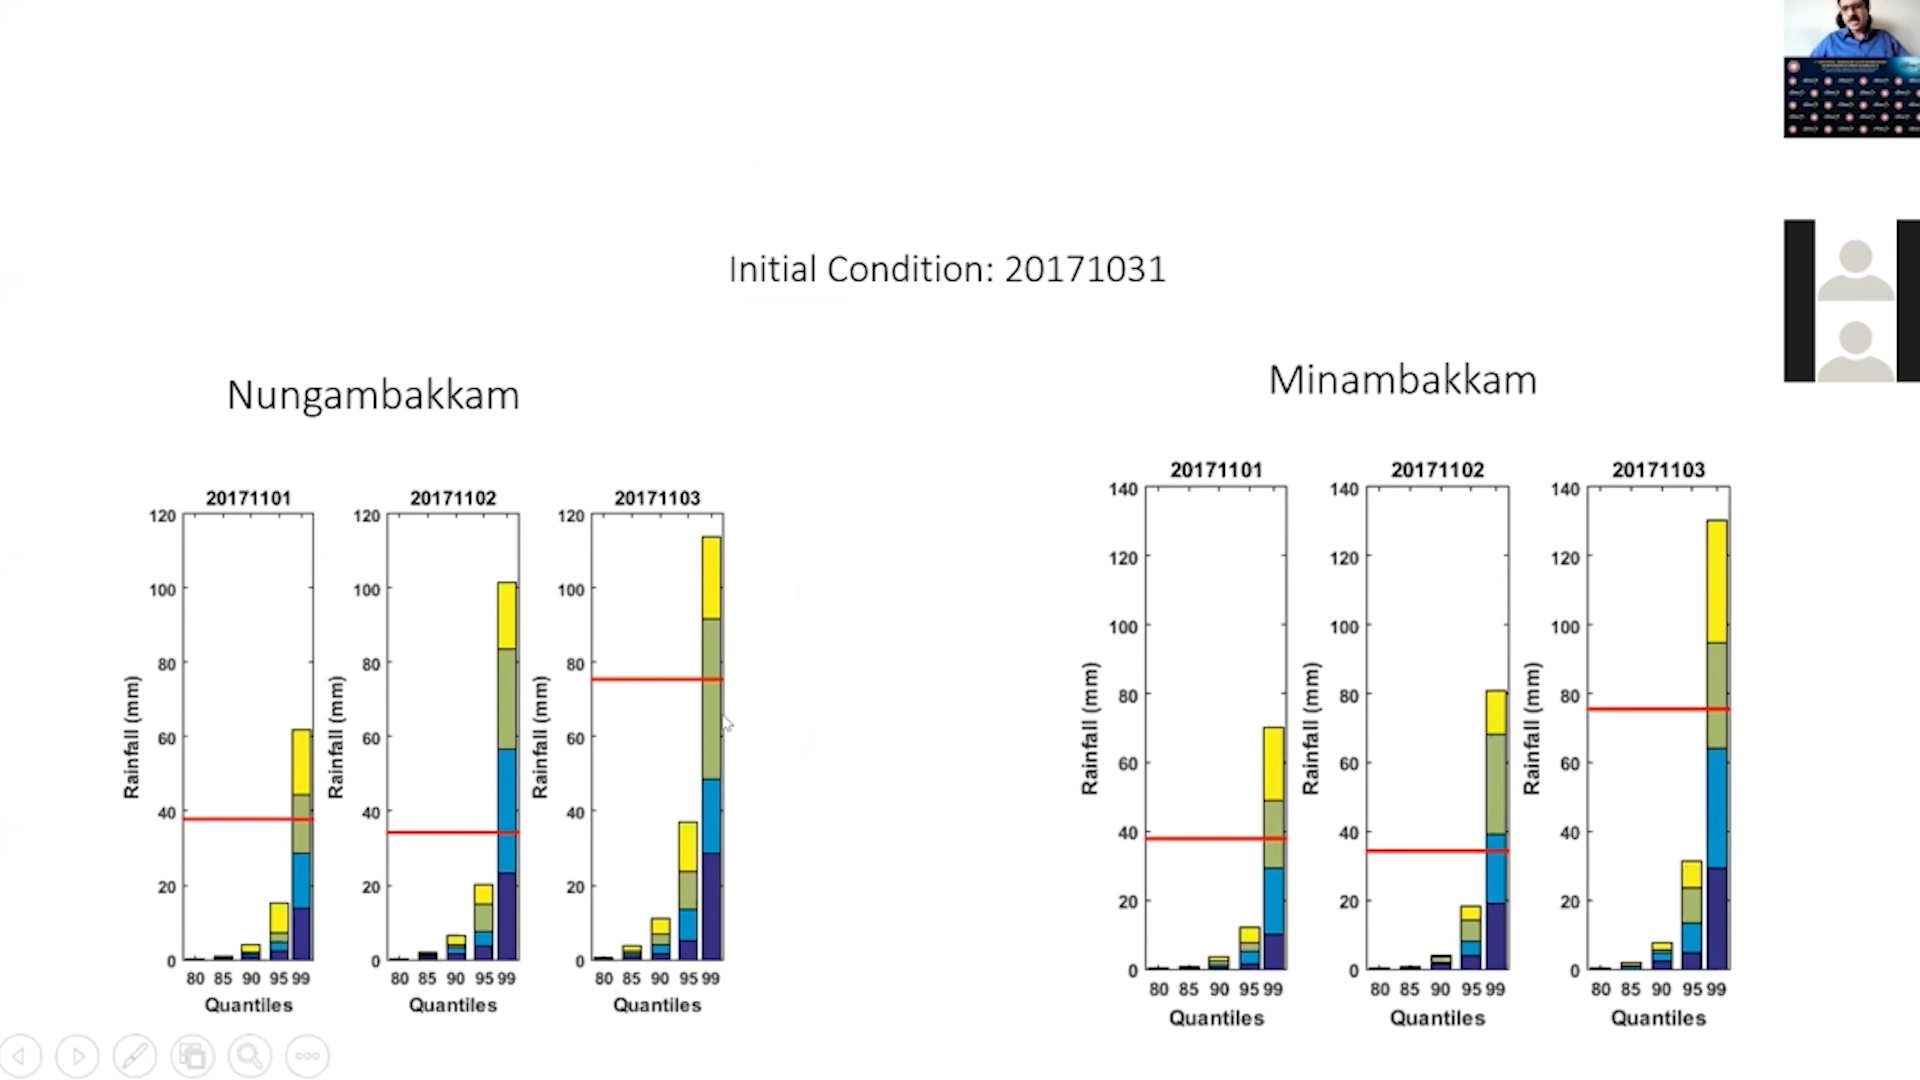 Initial Condition: 20171031
Nungambakkam
20171101
120
100
80
60
40
20
0
Rainfall (mm)
80 85 90 95 99
Quantiles
20171102
120
100
80
60
40
20
0
Rainfall (mm)
80 85 90 95 99
Quantiles
20171103
120
100
80
60
40
20
0
Rainfall (mm)
80 85 90 95 99
Quantiles
Minambakkam
20171101
140
120
100
80
60
40
20
0
Rainfall (mm)
80 85 90 95 99
Quantiles
20171102
140
120
100
80
60
40
20
0
Rainfall (mm)
80 85 90 95 99
Quantiles
20171103
140
120
100
80
60
40
20
0
Rainfall (mm)
80 85 90 95 99
Quantiles